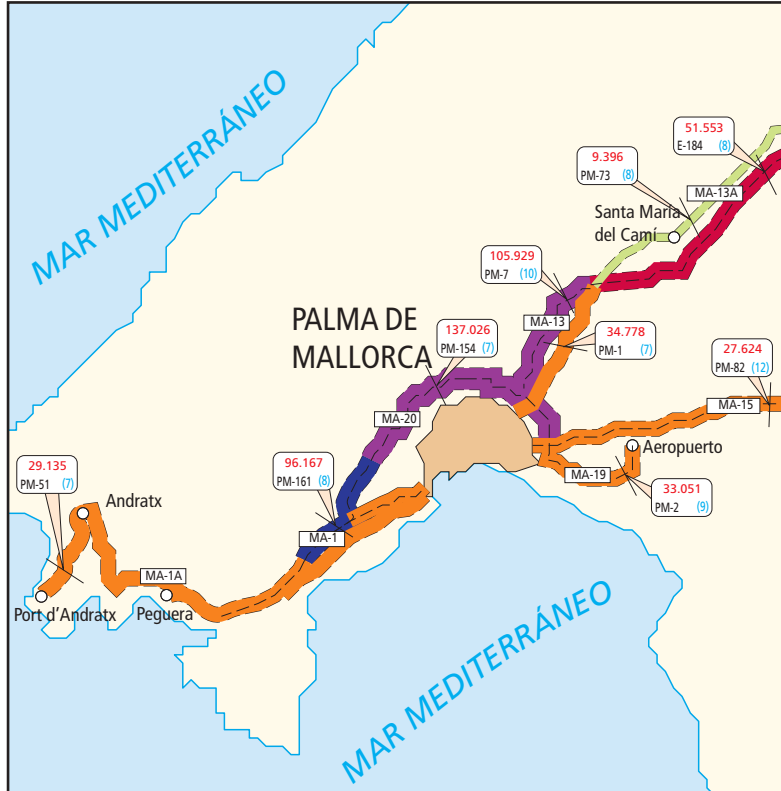 MAR MEDITERRÁNEO
51.553
E-184 (8)
9.396
PM-73 (8)
MA-13A
Santa María
del Camí
105.929
PM-7 (10)
PALMA DE
MALLORCA
137.026
PM-154 (7)
MA-13
34.778
PM-1 (7)
27.624
PM-82 (12)
MA-15
MA-20
Aeropuerto
29.135
PM-51 (7)
96.167
PM-161 (8)
MA-19
33.051
PM-2 (9)
Andratx
MA-1
MA-1A
Port d'Andratx
Peguera
MAR MEDITERRÁNEO